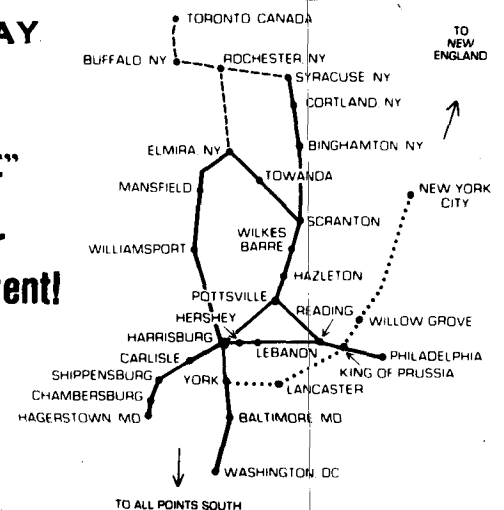 AY
TORONTO CANADA
TO
NEW
ENGLAND
BUFFALO NY
ROCHESTER, NY
SYRACUSE NY
CORTLAND, NY
ELMIRA, NY
BINGHAMTON NY
TOWANDA
MANSFIELD
NEW YORK
CITY
SCRANTON
WILKES
BARRE
WILLIAMSPORT
HAZLETON
ent!
POTTSVILLE
READING
HERSHEY
WILLOW GROVE
HARRISBURG
LEBANON
PHILADELPHIA
CARLISLE
KING OF PRUSSIA
SHIPPENSBURG
YORK
LANCASTER
CHAMBERSBURG
HAGERSTOWN, MD
BALTIMORE, MD
WASHINGTON, DC
TO ALL POINTS SOUTH